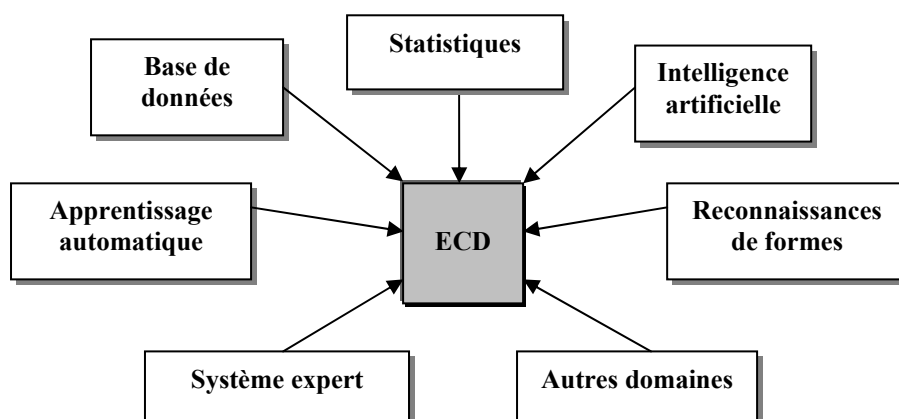 Statistiques
Base de
données
Intelligence
artificielle
Apprentissage
automatique
ECD
Reconnaissances
de formes
Système expert
Autres domaines